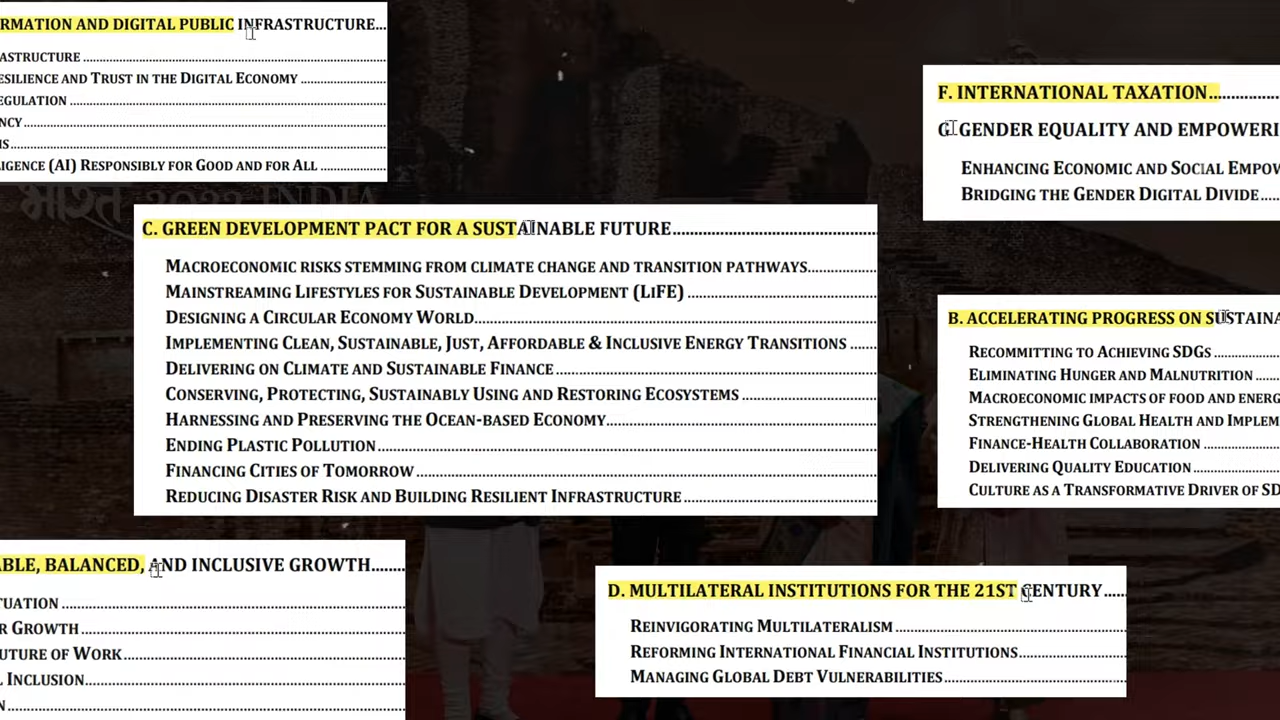 RMATION AND DIGITAL PUBLIC INFRASTRUCTURE...
ASTRUCTURE
ESILIENCE AND TRUST IN THE DIGITAL ECONOMY
EGULATION
NCY
IS
LIGENCE (AI) RESPONSIBLY FOR GOOD AND FOR ALL
F. INTERNATIONAL TAXATION
G. GENDER EQUALITY AND EMPOWERI
ENHANCING ECONOMIC AND SOCIAL EMPOW
BRIDGING THE GENDER DIGITAL DIVIDE
भारत 2023 INDIA
C. GREEN DEVELOPMENT PACT FOR A SUSTAINABLE FUTURE
MACROECONOMIC RISKS STEMMING FROM CLIMATE CHANGE AND TRANSITION PATHWAYS
MAINSTREAMING LIFESTYLES FOR SUSTAINABLE DEVELOPMENT (LIFE)
DESIGNING A CIRCULAR ECONOMY WORLD
IMPLEMENTING CLEAN, SUSTAINABLE, JUST, AFFORDABLE & INCLUSIVE ENERGY TRANSITIONS
DELIVERING ON CLIMATE AND SUSTAINABLE FINANCE
CONSERVING, PROTECTING, SUSTAINABLY USING AND RESTORING ECOSYSTEMS
HARNESSING AND PRESERVING THE OCEAN-BASED ECONOMY
ENDING PLASTIC POLLUTION
FINANCING CITIES OF TOMORROW
REDUCING DISASTER RISK AND BUILDING RESILIENT INFRASTRUCTURE
B. ACCELERATING PROGRESS ON SUSTAINA
RECOMMITTING TO ACHIEVING SDGS
ELIMINATING HUNGER AND MALNUTRITION
MACROECONOMIC IMPACTS OF FOOD AND ENERG
STRENGTHENING GLOBAL HEALTH AND IMPLEM
FINANCE-HEALTH COLLABORATION
DELIVERING QUALITY EDUCATION
CULTURE AS A TRANSFORMATIVE DRIVER OF SD
ABLE, BALANCED, AND INCLUSIVE GROWTH
TUATION
R GROWTH
UTURE OF WORK
L INCLUSION
N
D. MULTILATERAL INSTITUTIONS FOR THE 21ST CENTURY
REINVIGORATING MULTILATERALISM
REFORMING INTERNATIONAL FINANCIAL INSTITUTIONS
MANAGING GLOBAL DEBT VULNERABILITIES